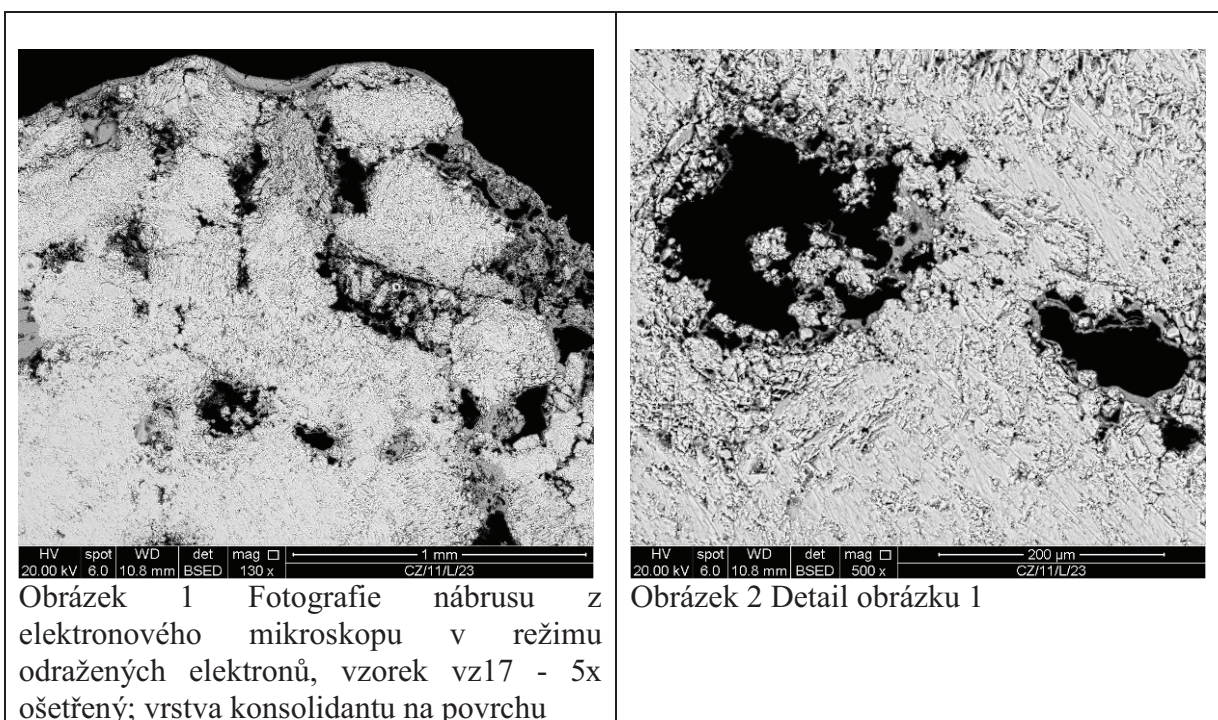 HV spot WD det mag □ 1 mm
20.00 kV 6.0 10.8 mm BSED 130 x CZ/11/L/23
Obrázek 1 Fotografie nábrusu z
elektronového mikroskopu v režimu
odražených elektronů, vzorek vz17 - 5x
ošetřený; vrstva konsolidantu na povrchu
HV spot WD det mag □ 200 µm
20.00 kV 6.0 10.8 mm BSED 500 x CZ/11/L/23
Obrázek 2 Detail obrázku 1